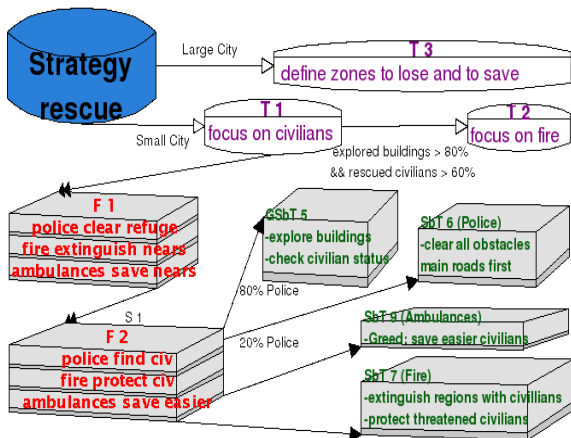 Strategy
rescue
Large City
T 3
define zones to lose and to save
Small City
T 1
focus on civilians
T 2
focus on fire
explored buildings > 80%
&& rescued civilians > 60%
F 1
police clear refuge
fire extinguish nears
ambulances save nears
GSbT 5
-explore buildings
-check civilian status
SbT 6 (Police)
-clear all obstacles
main roads first
80% Police
S 1
F 2
police find civ
fire protect civ
ambulances save easier
20% Police
SbT 9 (Ambulances)
-Greed; save easier civilians
SbT 7 (Fire)
-extinguish regions with civillians
-protect threatened civilians